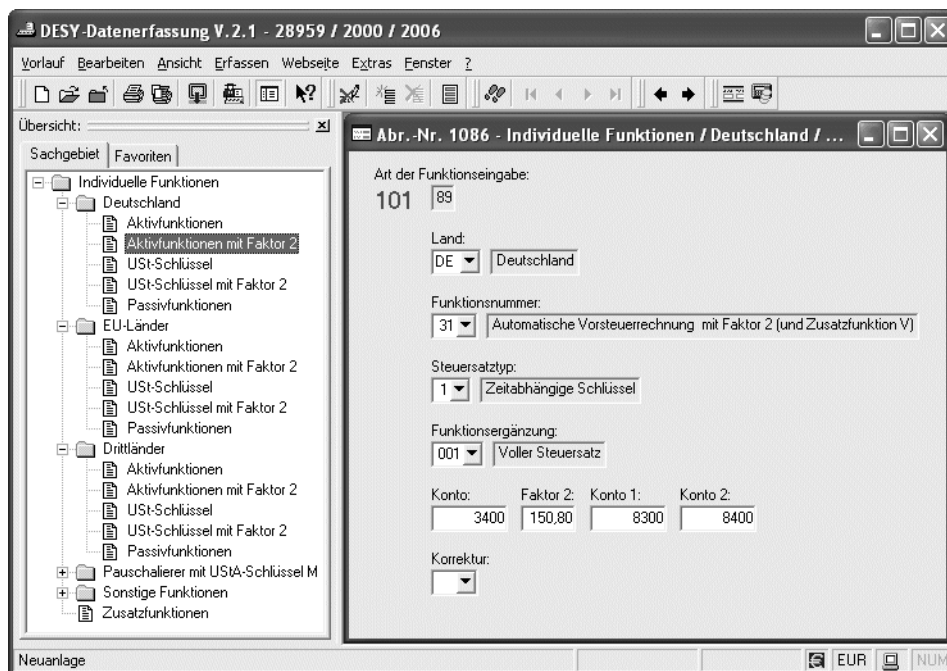 DESY-Datenerfassung V.2.1 - 28959 / 2000 / 2006
Vorlauf Bearbeiten Ansicht Erfassen Webseite Extras Fenster ?
Übersicht:
Sachgebiet Favoriten
Individuelle Funktionen
Deutschland
Aktivfunktionen
Aktivfunktionen mit Faktor 2
USt-Schlüssel
USt-Schlüssel mit Faktor 2
Passivfunktionen
EU-Länder
Aktivfunktionen
Aktivfunktionen mit Faktor 2
USt-Schlüssel
USt-Schlüssel mit Faktor 2
Passivfunktionen
Drittländer
Aktivfunktionen
Aktivfunktionen mit Faktor 2
USt-Schlüssel
USt-Schlüssel mit Faktor 2
Passivfunktionen
Pauschalierer mit UStA-Schlüssel M
Sonstige Funktionen
Zusatzfunktionen
Abr.-Nr. 1086 - Individuelle Funktionen / Deutschland / ...
Art der Funktionseingabe:
101 89
Land:
DE Deutschland
Funktionsnummer:
31 Automatische Vorsteuerrechnung mit Faktor 2 (und Zusatzfunktion V)
Steuersatztyp:
1 Zeitabhängige Schlüssel
Funktionsergänzung:
001 Voller Steuersatz
Konto: Faktor 2: Konto 1: Konto 2:
3400 150,80 8300 8400
Korrektur:
Neuanlage EUR NUM